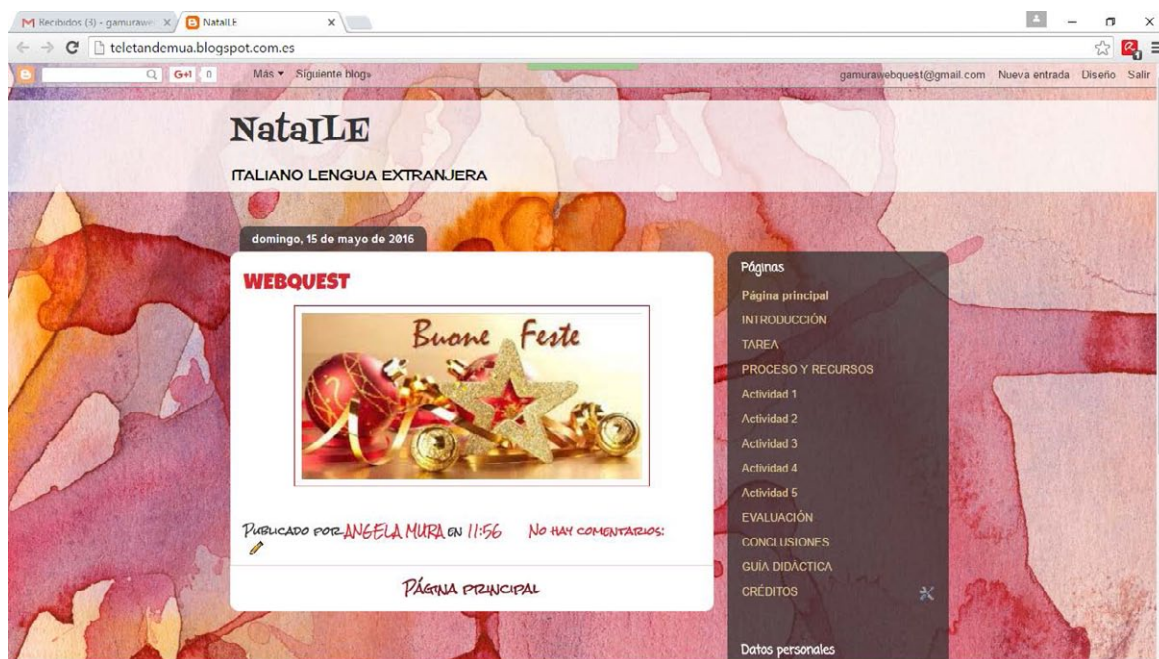 Recibidos (3) - gamurawe
NataILE
teletandemua.blogspot.com.es
G+1 0 Más Siguiente blog» gamurawebquest@gmail.com Nueva entrada Diseño Salir
NataILE
ITALIANO LENGUA EXTRANJERA
domingo, 15 de mayo de 2016
WEBQUEST
Buone Feste
Publicado por ANGELA MURA en 11:56 No hay comentarios:
Página principal
Páginas
Página principal
INTRODUCCIÓN
TAREA
PROCESO Y RECURSOS
Actividad 1
Actividad 2
Actividad 3
Actividad 4
Actividad 5
EVALUACIÓN
CONCLUSIONES
GUÍA DIDÁCTICA
CRÉDITOS
Datos personales